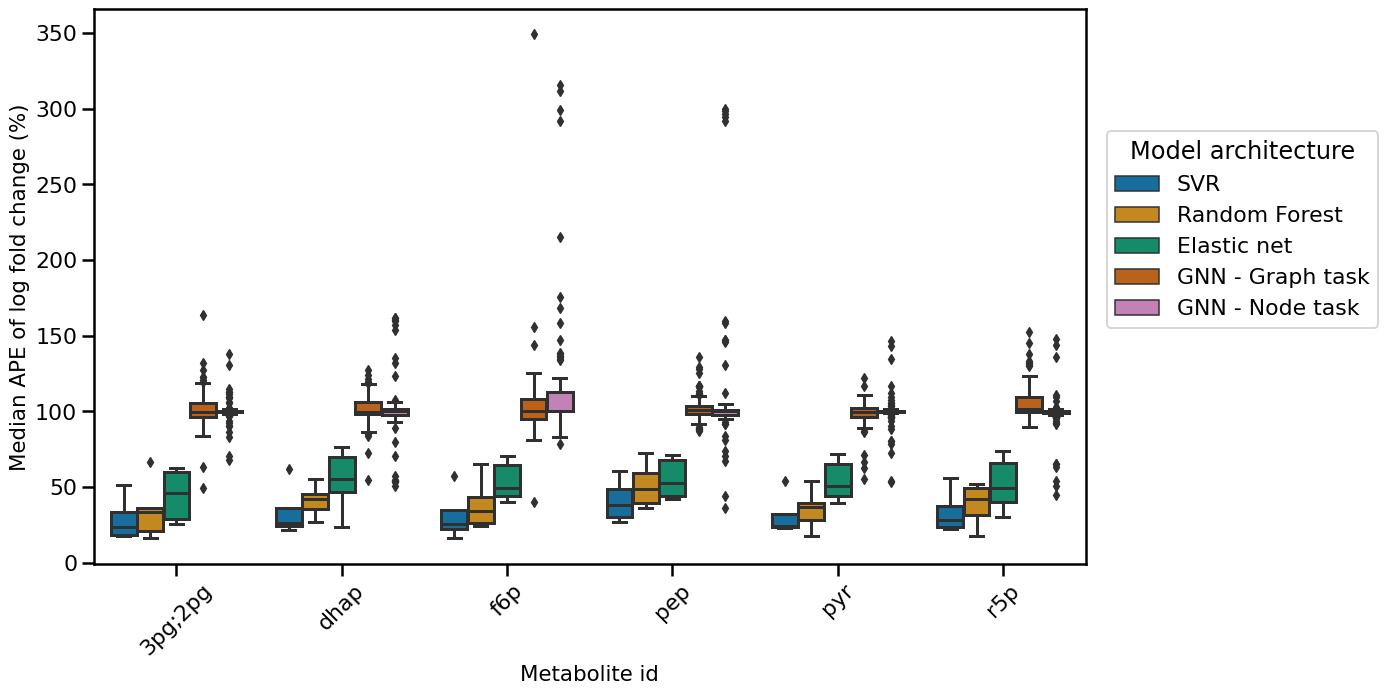 Median APE of log fold change (%)
350
300
250
200
150
100
50
0
3pg;2pg
dhap
f6p
pep
pyr
r5p
Metabolite id
Model architecture
SVR
Random Forest
Elastic net
GNN - Graph task
GNN - Node task